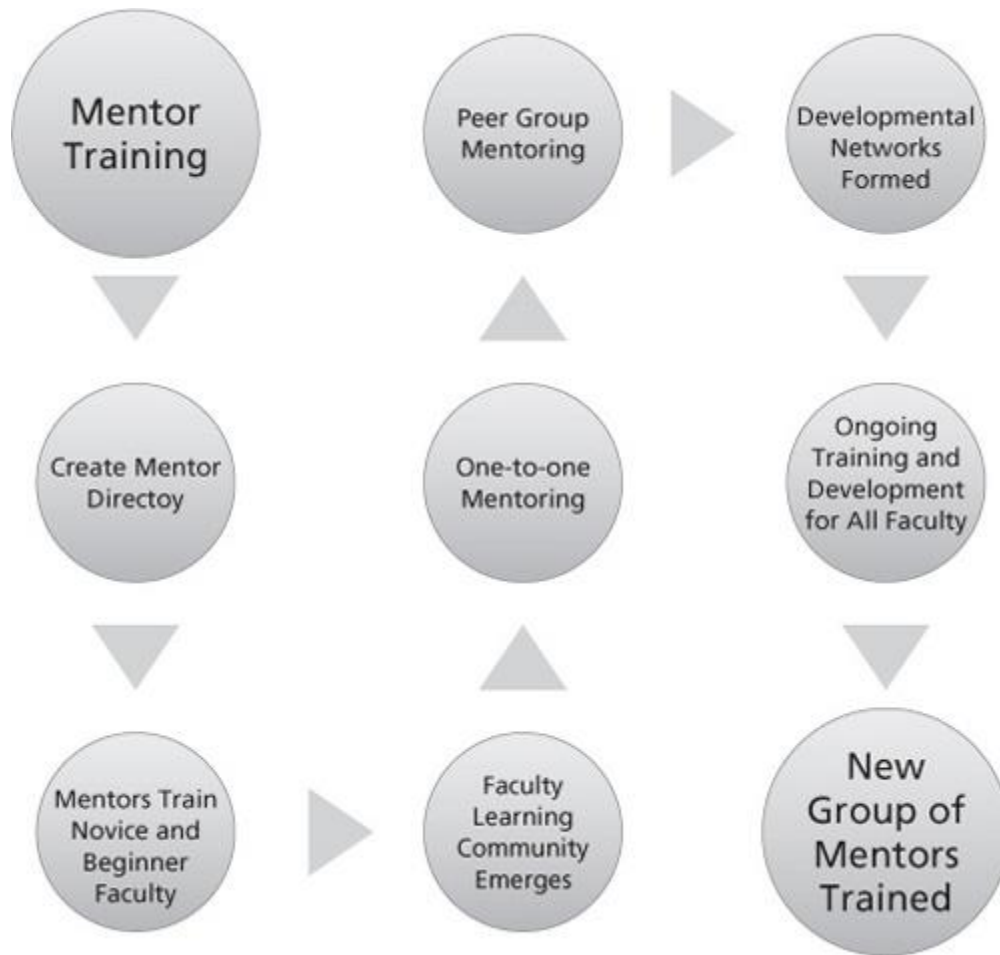 Mentor
Training
Create Mentor
Directoy
Mentors Train
Novice and
Beginner
Faculty
Faculty
Learning
Community
Emerges
One-to-one
Mentoring
Peer Group
Mentoring
Developmental
Networks
Formed
Ongoing
Training and
Development
for All Faculty
New
Group of
Mentors
Trained